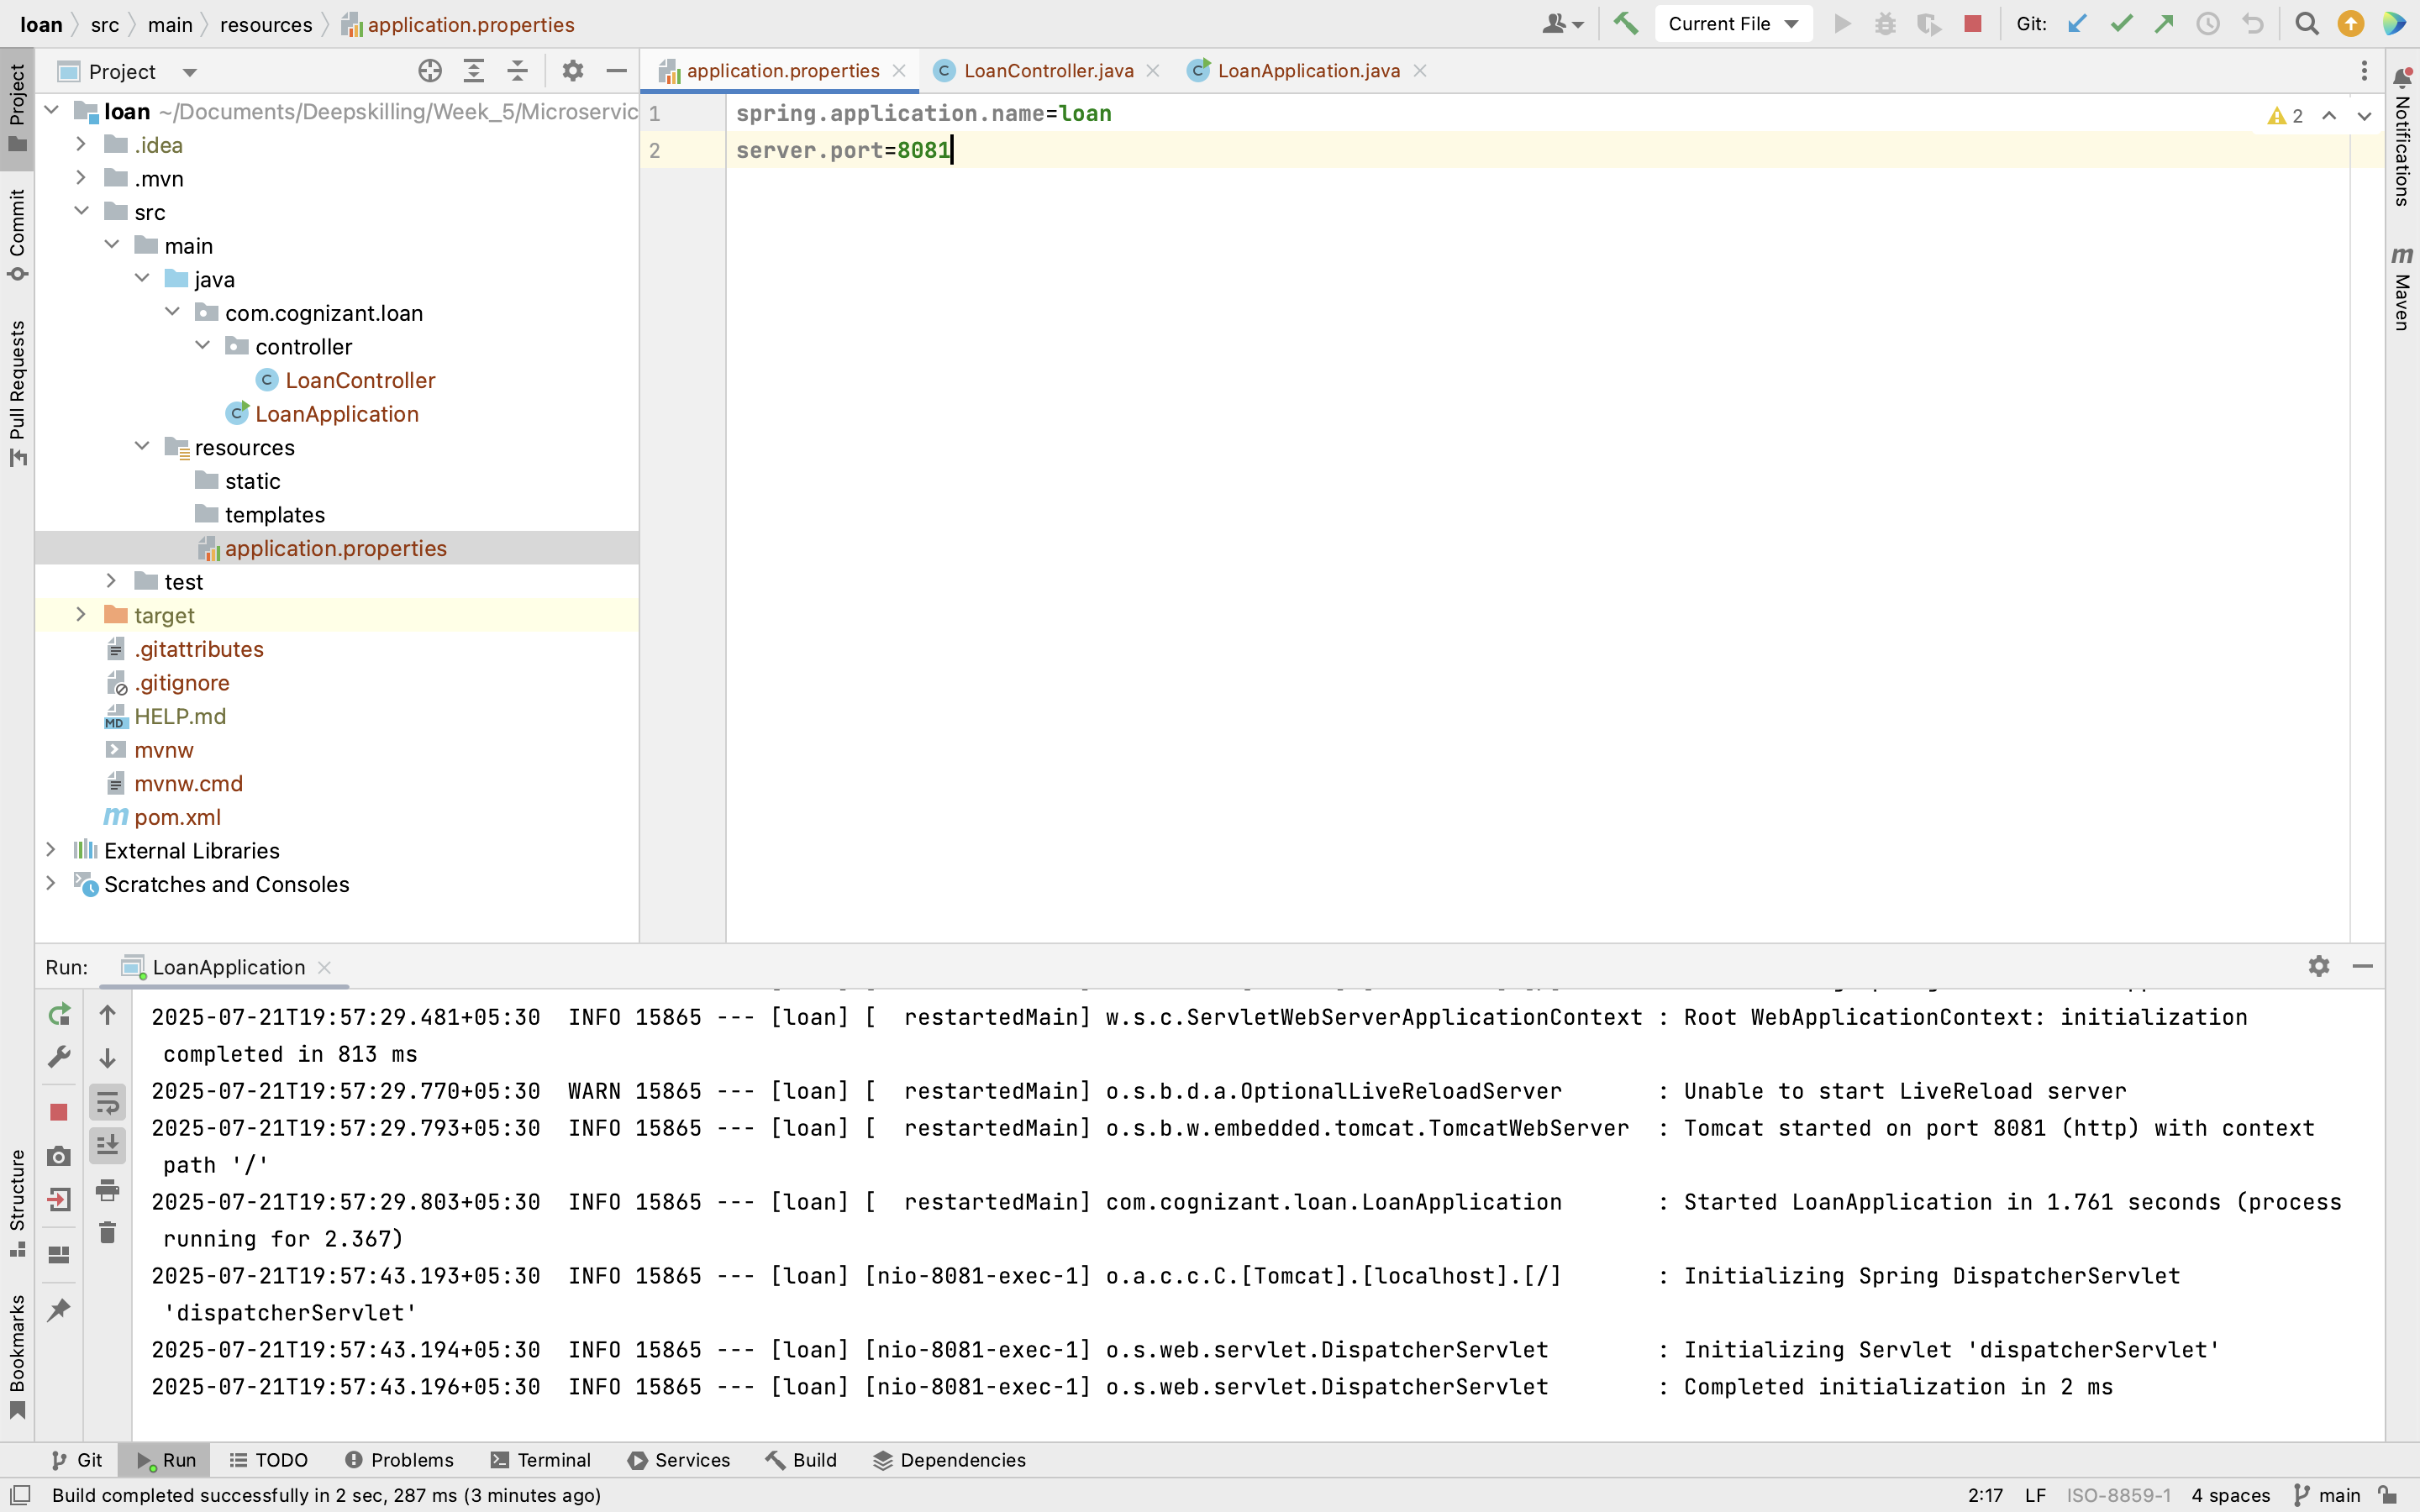 loan src main resources application.properties Current File Git:
Project
application.properties LoanController.java LoanApplication.java
loan ~/Documents/Deepskilling/Week_5/Microservic
.idea
.mvn
src
main
java
com.cognizant.loan
controller
LoanController
LoanApplication
resources
static
templates
application.properties
test
target
.gitattributes
.gitignore
HELP.md
mvnw
mvnw.cmd
pom.xml
External Libraries
Scratches and Consoles
1 spring.application.name=loan
2 server.port=8081
2
Project
Commit
Pull Requests
Structure
Bookmarks
Notifications
Maven
Run: LoanApplication
2025-07-21T19:57:29.481+05:30 INFO 15865 --- [loan] [ restartedMain] w.s.c.ServletWebServerApplicationContext : Root WebApplicationContext: initialization
completed in 813 ms
2025-07-21T19:57:29.770+05:30 WARN 15865 --- [loan] [ restartedMain] o.s.b.d.a.OptionalLiveReloadServer : Unable to start LiveReload server
2025-07-21T19:57:29.793+05:30 INFO 15865 --- [loan] [ restartedMain] o.s.b.w.embedded.tomcat.TomcatWebServer : Tomcat started on port 8081 (http) with context
path '/'
2025-07-21T19:57:29.803+05:30 INFO 15865 --- [loan] [ restartedMain] com.cognizant.loan.LoanApplication : Started LoanApplication in 1.761 seconds (process
running for 2.367)
2025-07-21T19:57:43.193+05:30 INFO 15865 --- [loan] [nio-8081-exec-1] o.a.c.c.C.[Tomcat].[localhost].[/] : Initializing Spring DispatcherServlet
'dispatcherServlet'
2025-07-21T19:57:43.194+05:30 INFO 15865 --- [loan] [nio-8081-exec-1] o.s.web.servlet.DispatcherServlet : Initializing Servlet 'dispatcherServlet'
2025-07-21T19:57:43.196+05:30 INFO 15865 --- [loan] [nio-8081-exec-1] o.s.web.servlet.DispatcherServlet : Completed initialization in 2 ms
Git Run TODO Problems Terminal Services Build Dependencies
Build completed successfully in 2 sec, 287 ms (3 minutes ago) 2:17 LF ISO-8859-1 4 spaces main